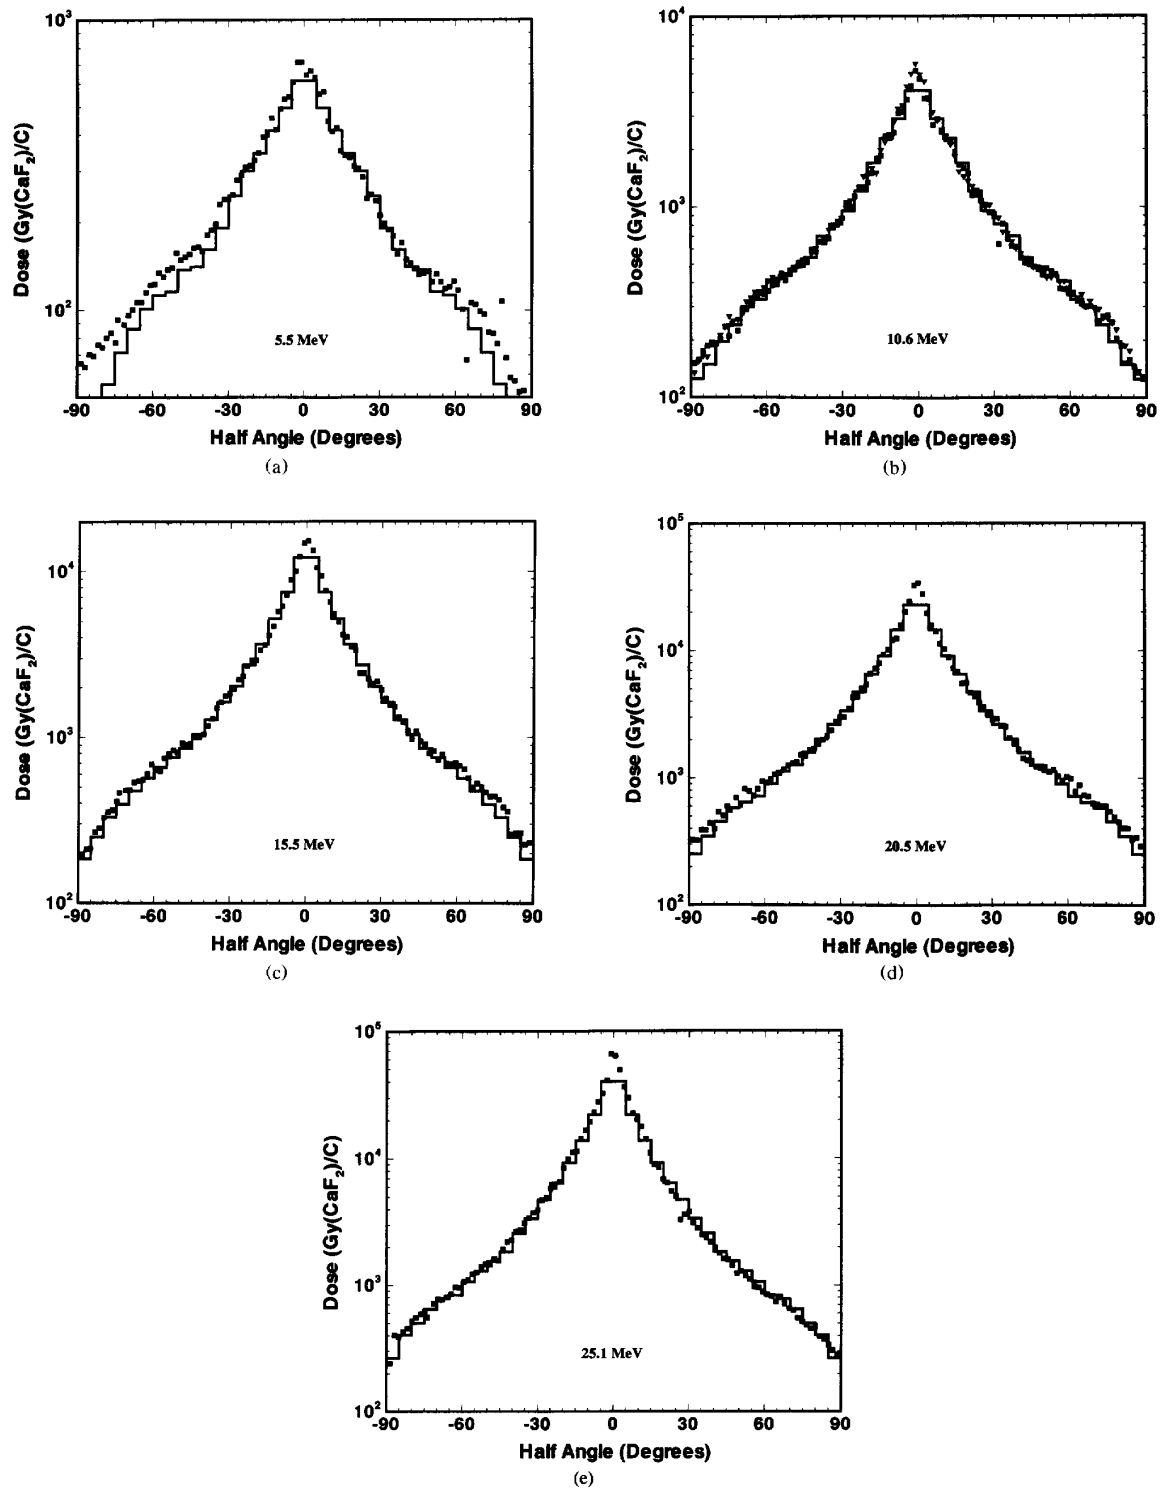 10³
10²
Dose (Gy(CaF₂)/C)
5.5 MeV
-90 -60 -30 0 30 60 90
Half Angle (Degrees)
(a)
10⁴
10³
10²
Dose (Gy(CaF₂)/C)
10.6 MeV
-90 -60 -30 0 30 60 90
Half Angle (Degrees)
(b)
10⁴
10³
10²
Dose (Gy(CaF₂)/C)
15.5 MeV
-90 -60 -30 0 30 60 90
Half Angle (Degrees)
(c)
10⁵
10⁴
10³
10²
Dose (Gy(CaF₂)/C)
20.5 MeV
-90 -60 -30 0 30 60 90
Half Angle (Degrees)
(d)
10⁵
10⁴
10³
10²
Dose (Gy(CaF₂)/C)
25.1 MeV
-90 -60 -30 0 30 60 90
Half Angle (Degrees)
(e)